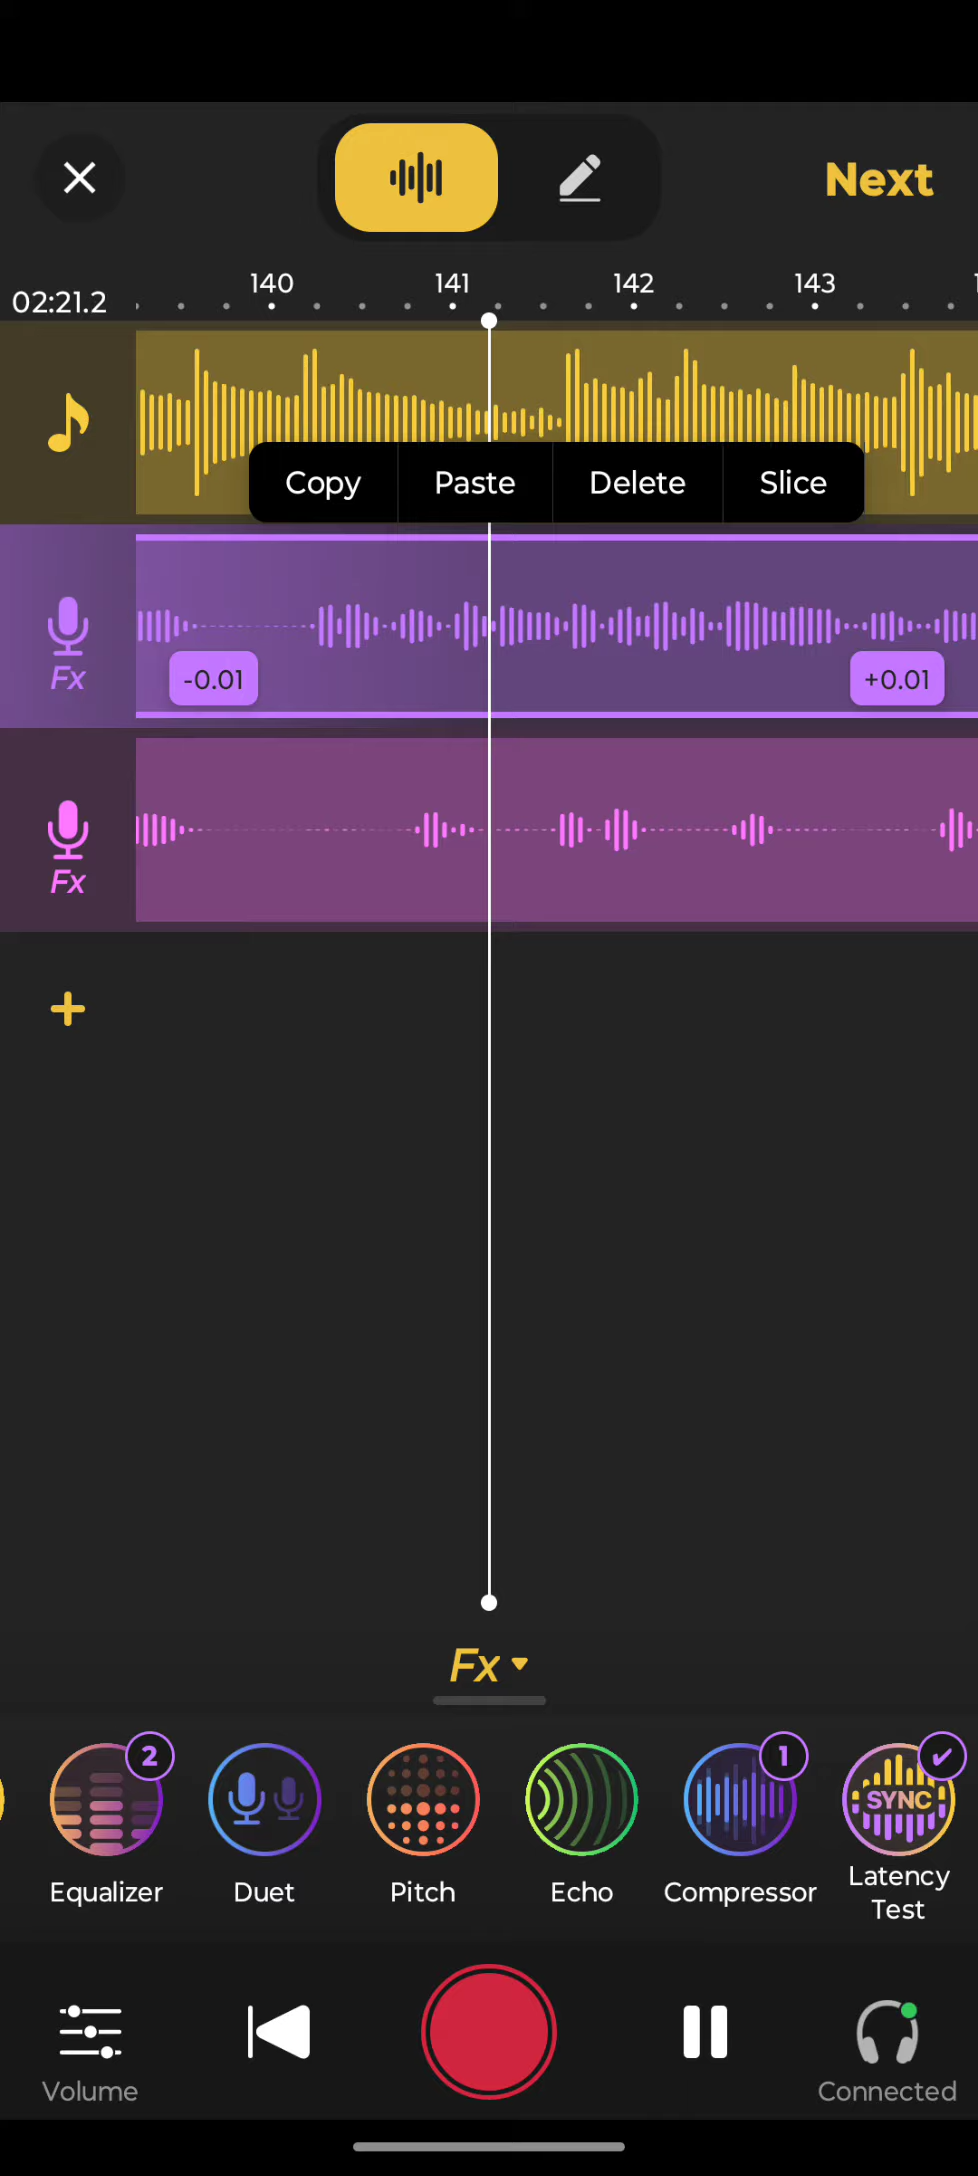 Next
140 141 142 143
02:21.2
Copy Paste Delete Slice
Fx
-0.01 +0.01
Fx
Fx
2 1
SYNC
Equalizer Duet Pitch Echo Compressor Latency Test
Volume Connected